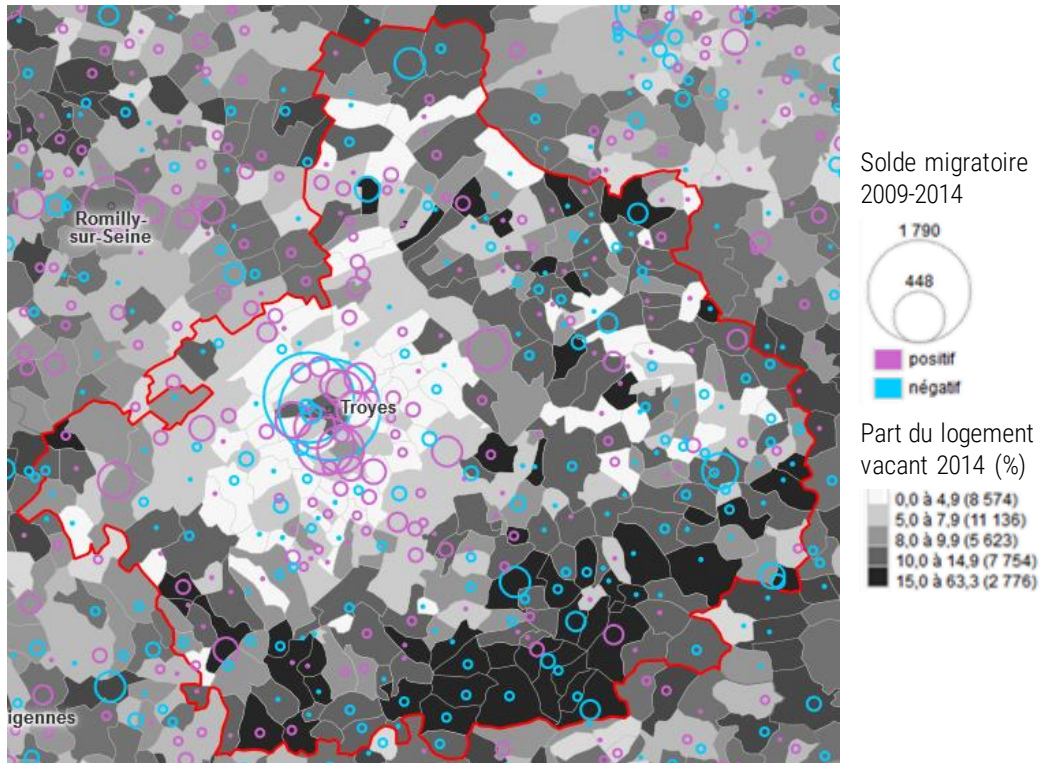 Romilly-
sur-Seine
Troyes
igennes
Solde migratoire
2009-2014
1 790
448
positif
négatif
Part du logement
vacant 2014 (%)
0,0 à 4,9 (8 574)
5,0 à 7,9 (11 136)
8,0 à 9,9 (5 623)
10,0 à 14,9 (7 754)
15,0 à 63,3 (2 776)